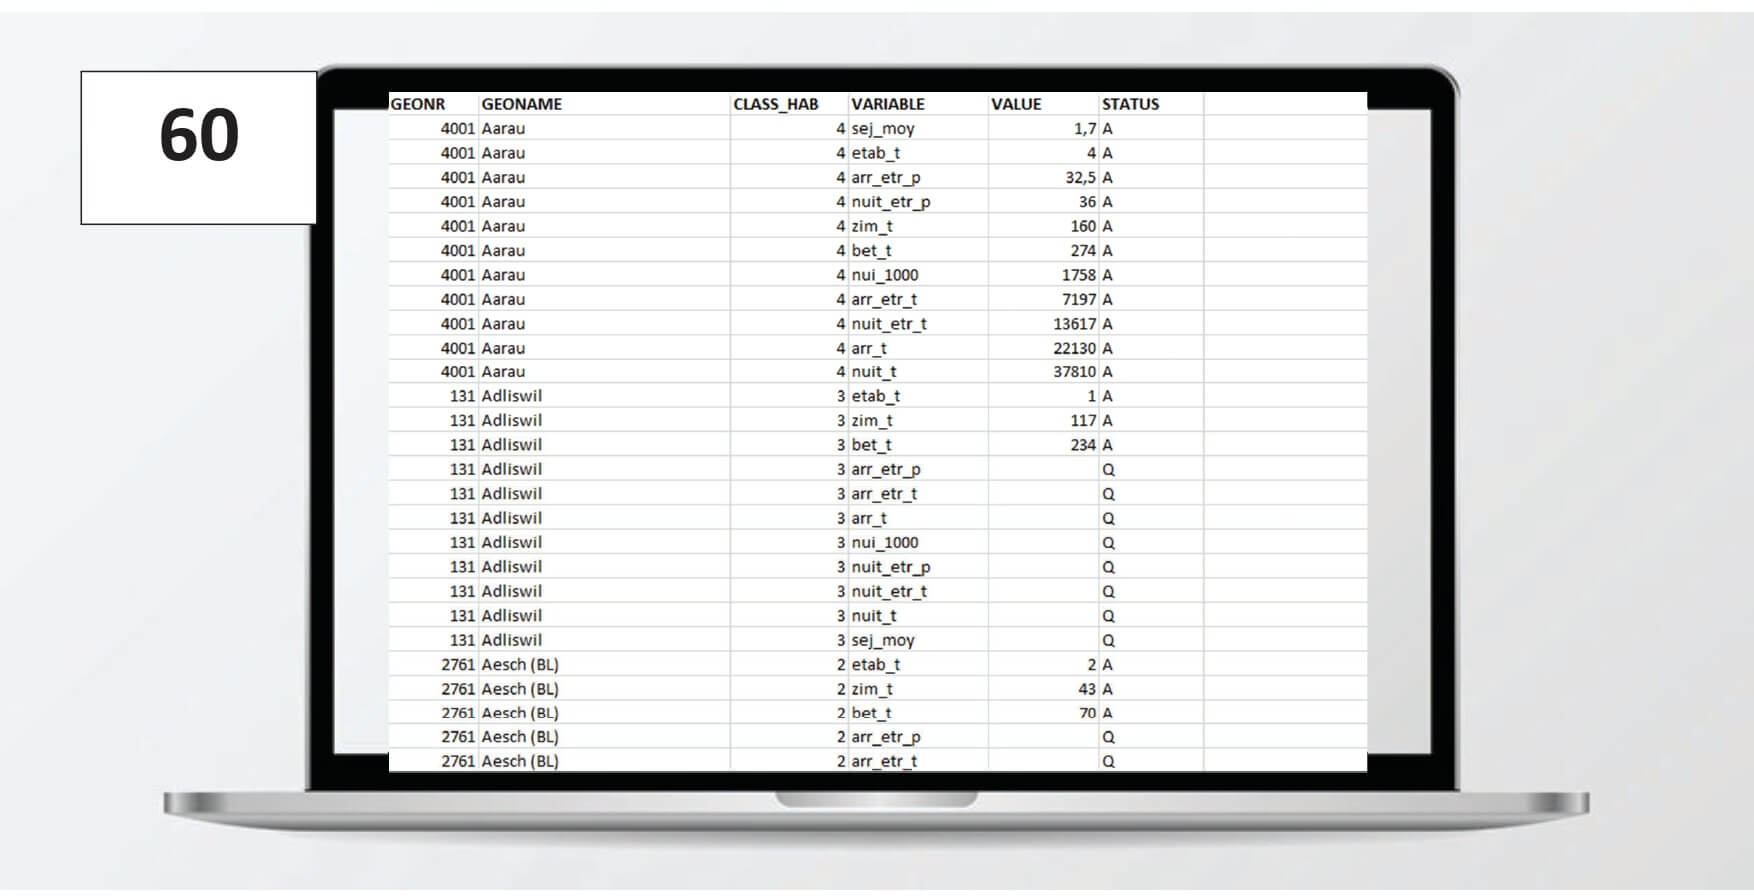 60
GEONR GEONAME CLASS_HAB VARIABLE VALUE STATUS
4001 Aarau 4 sej_moy 1,7 A
4001 Aarau 4 etab_t 4 A
4001 Aarau 4 arr_etr_p 32,5 A
4001 Aarau 4 nuit_etr_p 36 A
4001 Aarau 4 zim_t 160 A
4001 Aarau 4 bet_t 274 A
4001 Aarau 4 nui_1000 1758 A
4001 Aarau 4 arr_etr_t 7197 A
4001 Aarau 4 nuit_etr_t 13617 A
4001 Aarau 4 arr_t 22130 A
4001 Aarau 4 nuit_t 37810 A
131 Adliswil 3 etab_t 1 A
131 Adliswil 3 zim_t 117 A
131 Adliswil 3 bet_t 234 A
131 Adliswil 3 arr_etr_p Q
131 Adliswil 3 arr_etr_t Q
131 Adliswil 3 arr_t Q
131 Adliswil 3 nui_1000 Q
131 Adliswil 3 nuit_etr_p Q
131 Adliswil 3 nuit_etr_t Q
131 Adliswil 3 nuit_t Q
131 Adliswil 3 sej_moy Q
2761 Aesch (BL) 2 etab_t 2 A
2761 Aesch (BL) 2 zim_t 43 A
2761 Aesch (BL) 2 bet_t 70 A
2761 Aesch (BL) 2 arr_etr_p Q
2761 Aesch (BL) 2 arr_etr_t Q